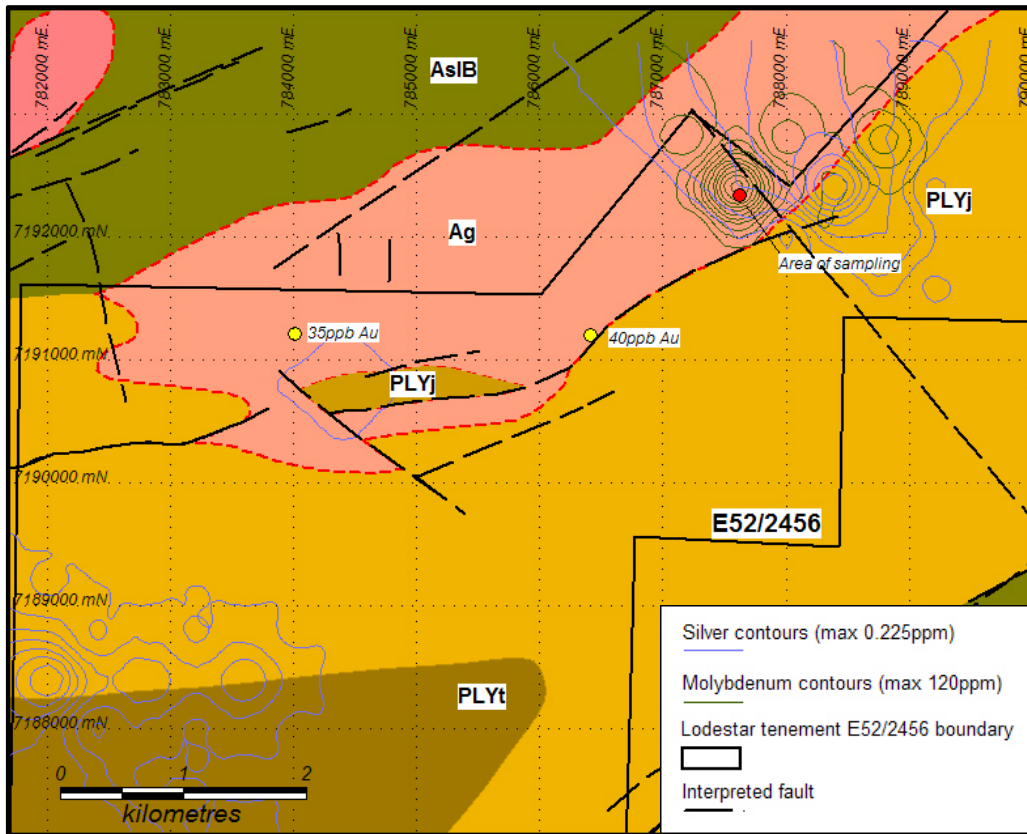 782000 mE
783000 mE
784000 mE
785000 mE
786000 mE
787000 mE
788000 mE
789000 mE
AslB
PLYj
7192000 mN
Ag
Area of sampling
35ppb Au
40ppb Au
7191000 mN
PLYj
7190000 mN
E52/2456
7189000 mN
PLYt
7188000 mN
0 1 2
kilometres
Silver contours (max 0.225ppm)
Molybdenum contours (max 120ppm)
Lodestar tenement E52/2456 boundary
Interpreted fault